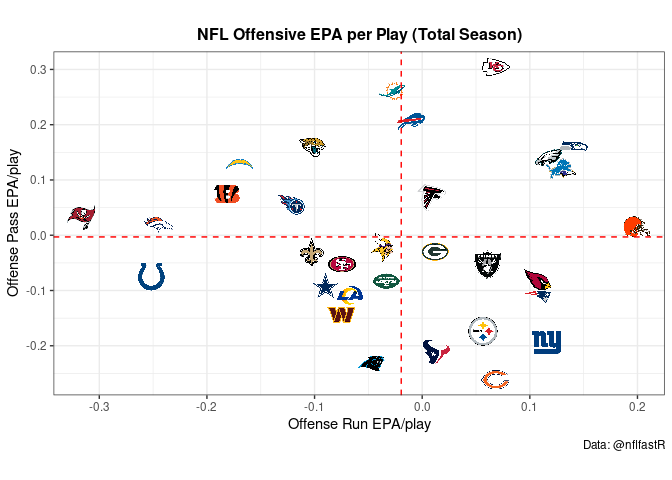 NFL Offensive EPA per Play (Total Season)
Offense Pass EPA/play
0.3
0.2
0.1
0.0
-0.1
-0.2
-0.3
-0.2
-0.1
0.0
0.1
0.2
Offense Run EPA/play
Data: @nflfastR
ny